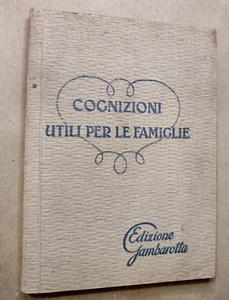 COGNIZIONI
UTILI PER LE FAMIGLIE
Edizione
Gambarotta